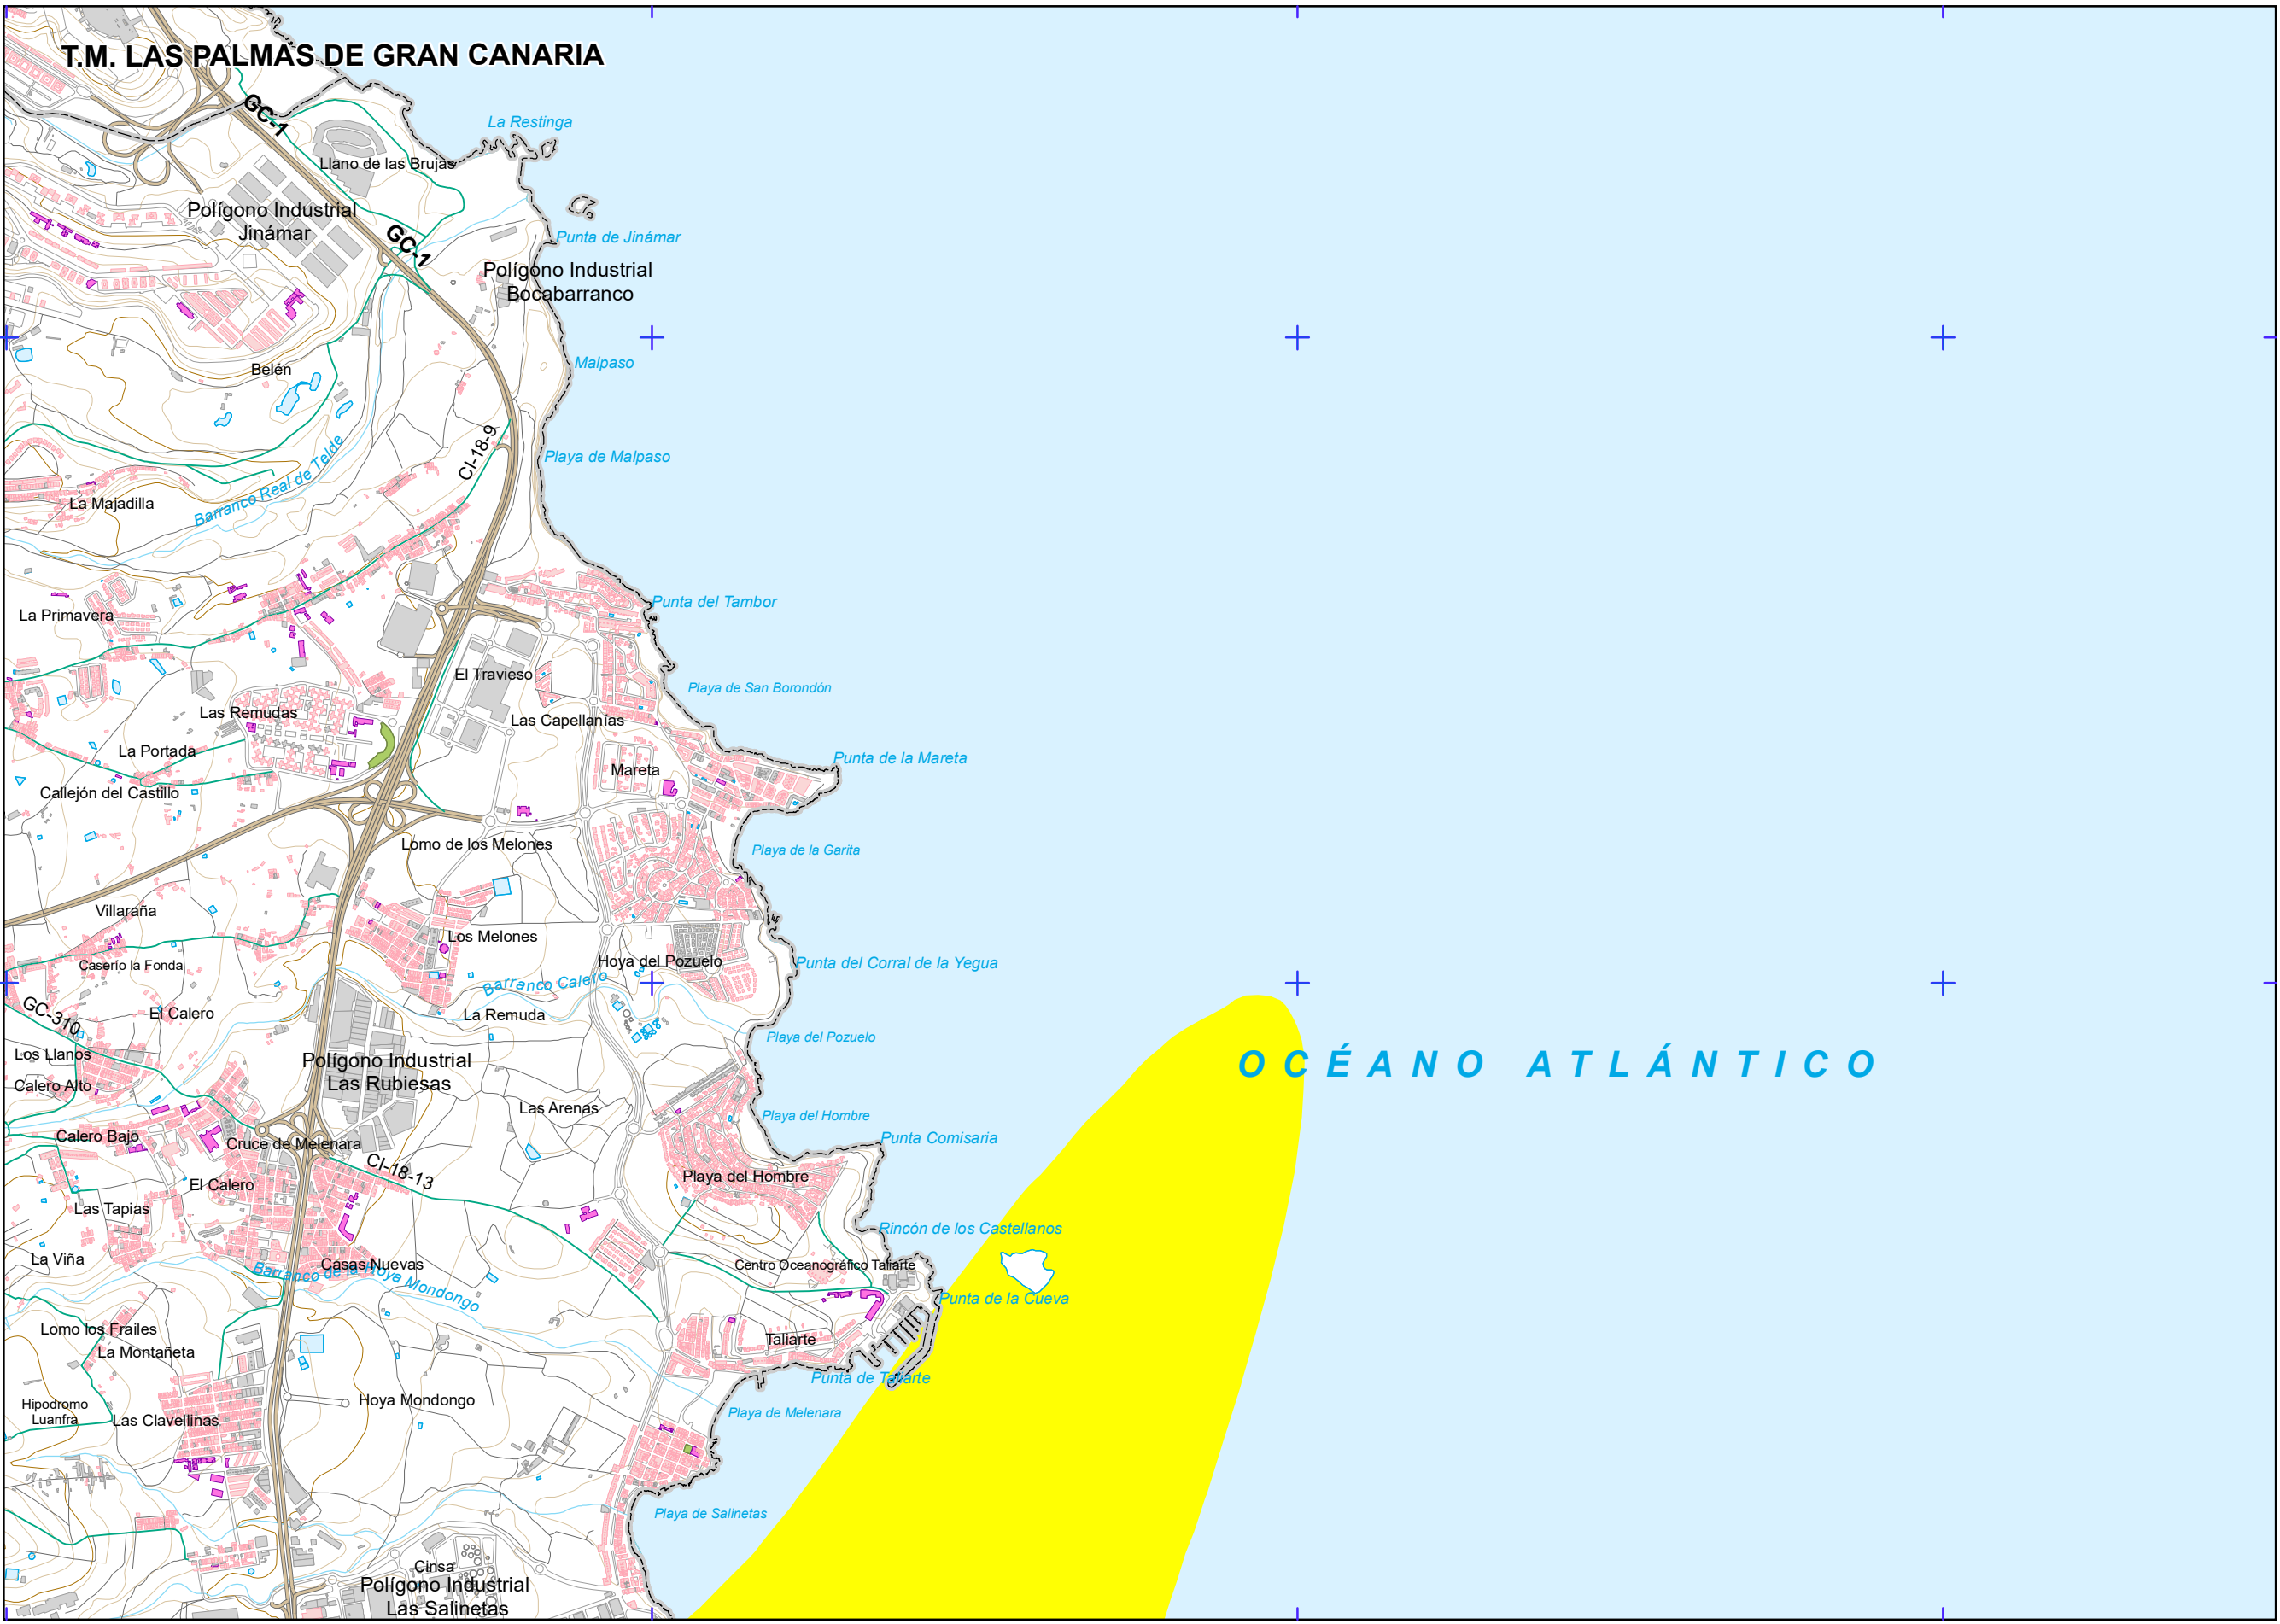 T.M. LAS PALMAS DE GRAN CANARIA
GC-1
La Restinga
Llano de las Brujas
Polígono Industrial
Jinámar
GC-1
Punta de Jinámar
Polígono Industrial
Bocabarranco
Malpaso
Belén
CI-18-9
Playa de Malpaso
Barranco Real de Telde
La Majadilla
Punta del Tambor
La Primavera
El Travieso
Playa de San Borondón
Las Remudas
Las Capellanías
La Portada
Punta de la Mareta
Mareta
Callejón del Castillo
Lomo de los Melones
Playa de la Garita
Villaraña
Los Melones
Caserío la Fonda
Hoya del Pozuelo
Punta del Corral de la Yegua
Barranco Calero
GC-310
El Calero
La Remuda
Playa del Pozuelo
Los Llanos
Polígono Industrial
Las Rubiesas
OCÉANO ATLÁNTICO
Calero Alto
Las Arenas
Playa del Hombre
Calero Bajo
Cruce de Melenara
Punta Comisaria
CI-18-13
El Calero
Playa del Hombre
Las Tapias
Rincón de los Castellanos
La Viña
Casas Nuevas
Centro Oceanográfico Taliarte
Barranco de la Hoya Mondongo
Punta de la Cueva
Lomo los Frailes
Taliarte
La Montañeta
Punta de Taliarte
Hipodromo
Luanfra
Hoya Mondongo
Las Clavellinas
Playa de Melenara
Playa de Salinetas
Cinsa
Polígono Industrial
Las Salinetas